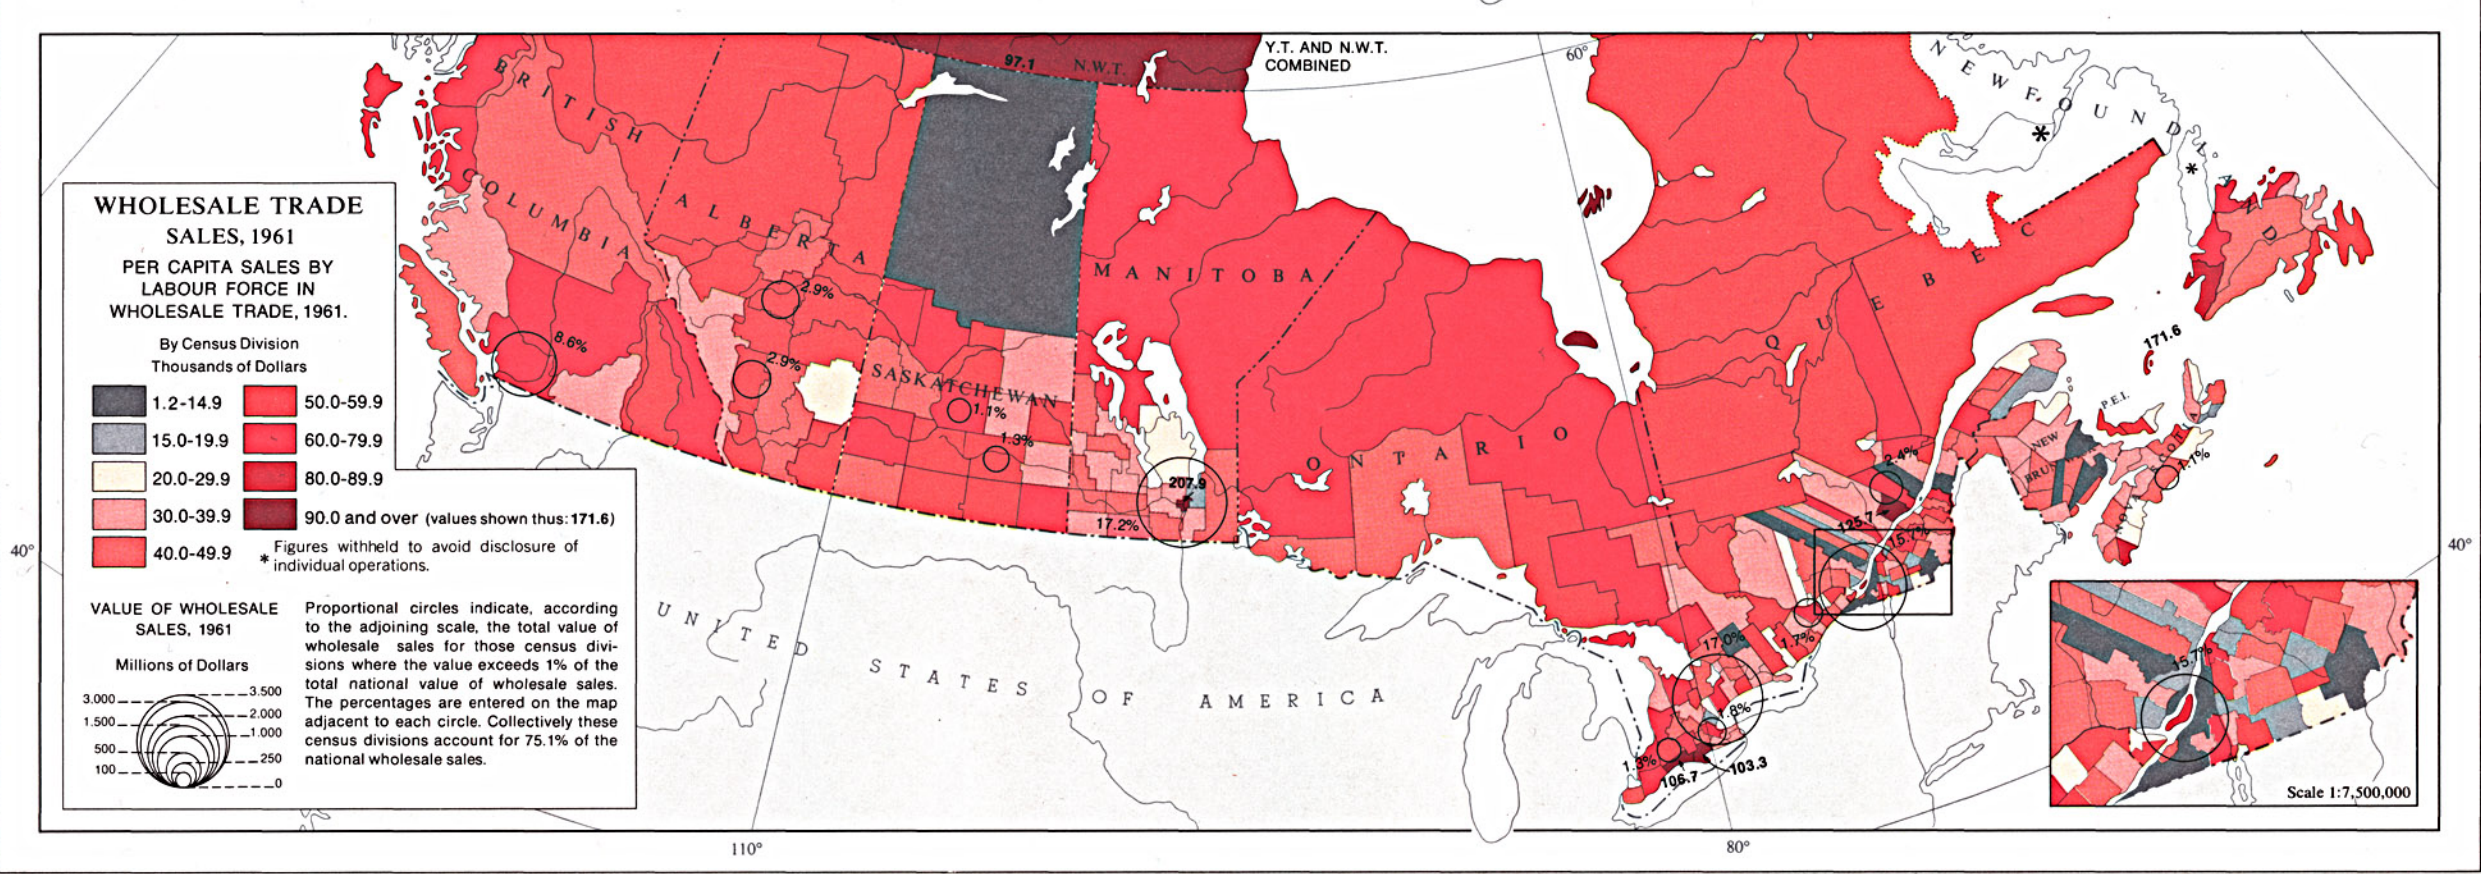 Y.T. AND N.W.T.
COMBINED
97.1
N.W.T.
60°
NEWFOUNDLAND
*
*
BRITISH
COLUMBIA
ALBERTA
SASKATCHEWAN
MANITOBA
ONTARIO
QUEBEC
NEW
P.E.I.
171.6
8.6%
2.9%
2.9%
1.1%
1.3%
207.9
17.2%
2.4%
125.7
15.7%
1.1%
17.0%
1.7%
1.8%
1.3%
106.7
103.3
UNITED STATES OF AMERICA
40°
40°
110°
80°
WHOLESALE TRADE
SALES, 1961
PER CAPITA SALES BY
LABOUR FORCE IN
WHOLESALE TRADE, 1961.
By Census Division
Thousands of Dollars
1.2-14.9
15.0-19.9
20.0-29.9
30.0-39.9
40.0-49.9
50.0-59.9
60.0-79.9
80.0-89.9
90.0 and over (values shown thus: 171.6)
* Figures withheld to avoid disclosure of
individual operations.
VALUE OF WHOLESALE
SALES, 1961
Millions of Dollars
3.000
1.500
500
100
3.500
2.000
1.000
250
0
Proportional circles indicate, according
to the adjoining scale, the total value of
wholesale sales for those census divi-
sions where the value exceeds 1% of the
total national value of wholesale sales.
The percentages are entered on the map
adjacent to each circle. Collectively these
census divisions account for 75.1% of the
national wholesale sales.
15.7%
Scale 1:7,500,000